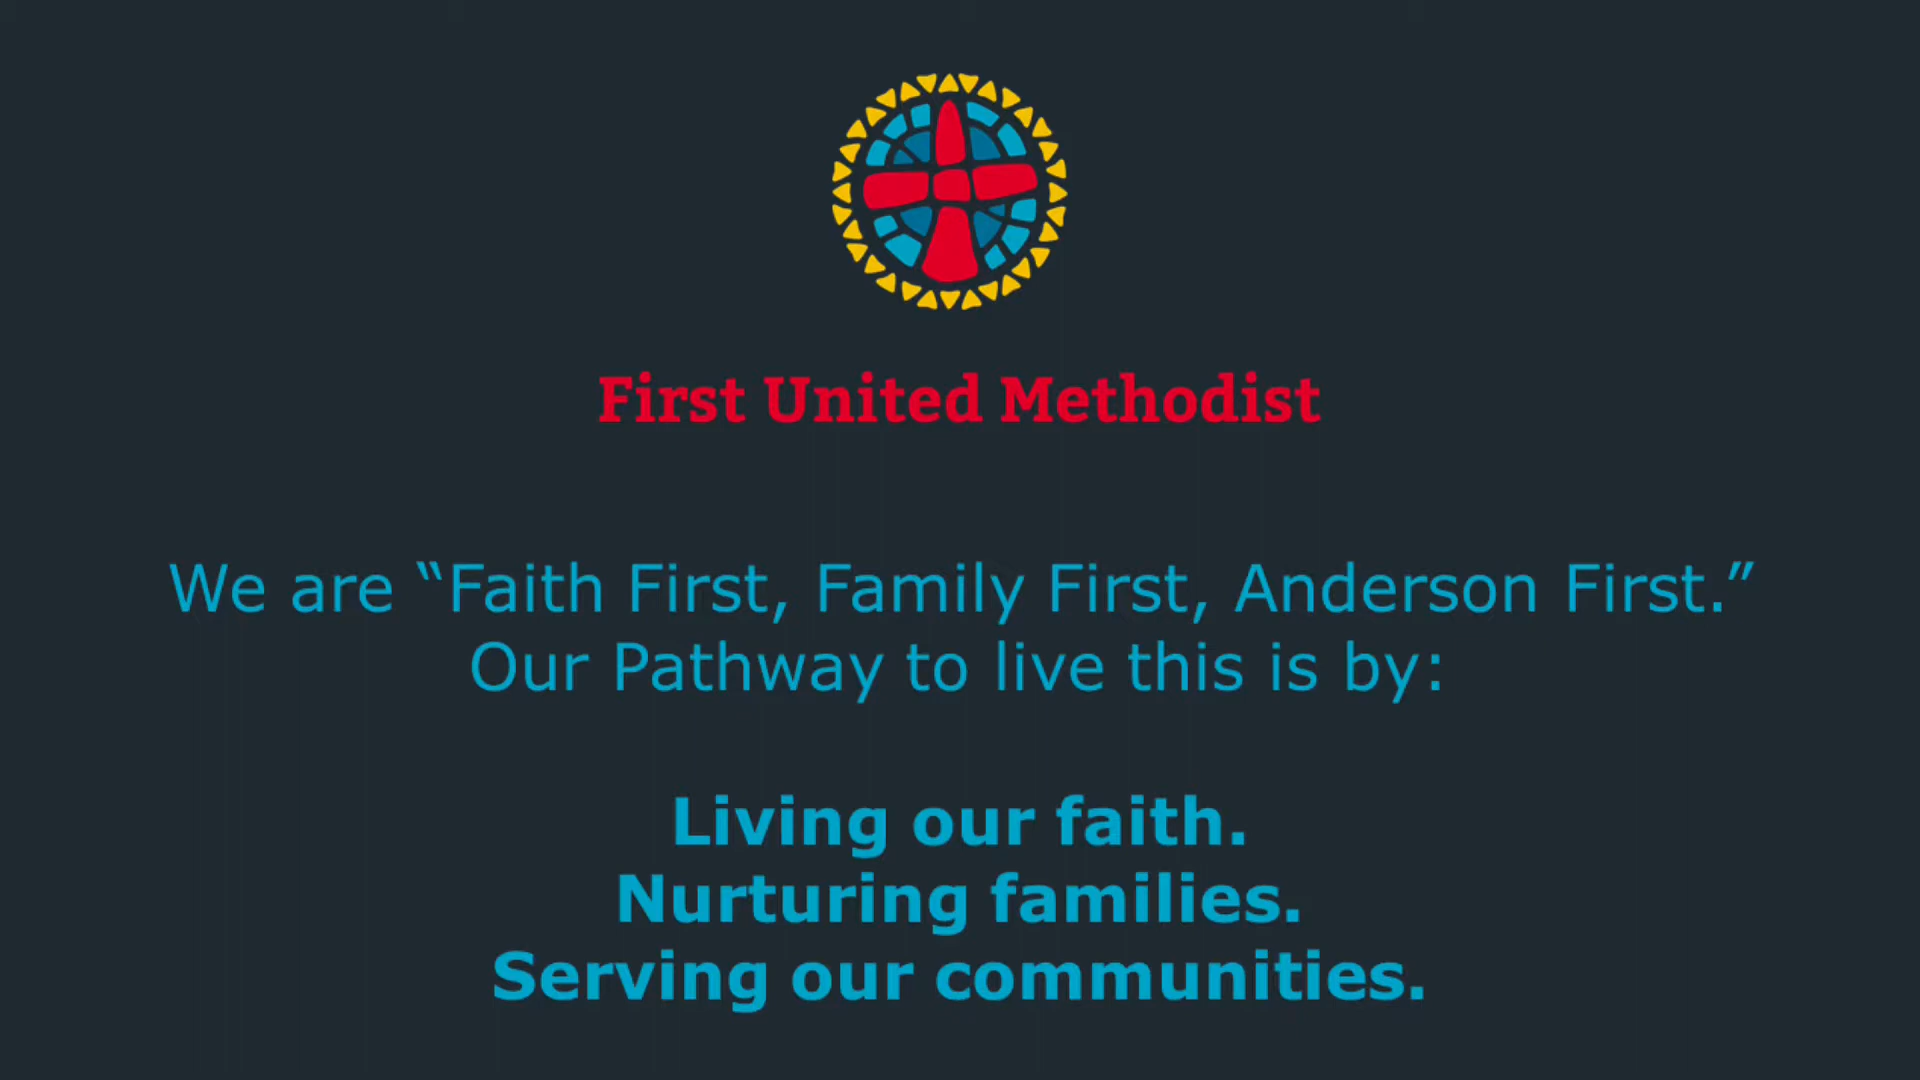 First United Methodist
We are “Faith First, Family First, Anderson First.”
Our Pathway to live this is by:
Living our faith.
Nurturing families.
Serving our communities.